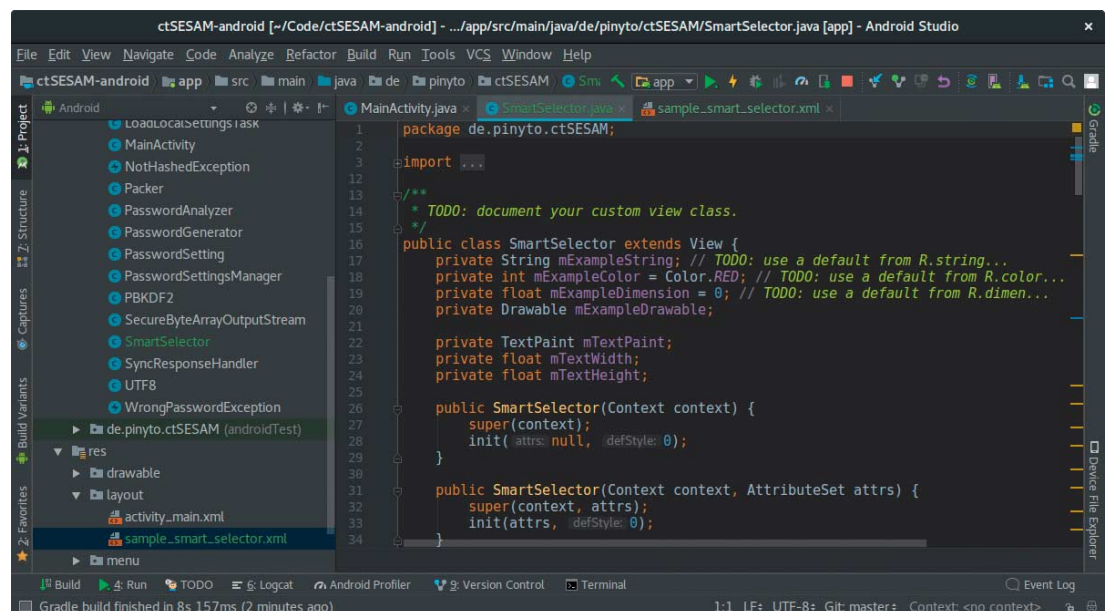 ctSESAM-android [~/Code/ctSESAM-android] - .../app/src/main/java/de/pinyto/ctSESAM/SmartSelector.java [app] - Android Studio
File Edit View Navigate Code Analyze Refactor Build Run Tools VCS Window Help
ctSESAM-android app src main java de pinyto ctSESAM Sm app
1: Project
Z: Structure
Captures
Build Variants
2: Favorites
Android
LoadLocalSettingsTask
MainActivity
NotHashedException
Packer
PasswordAnalyzer
PasswordGenerator
PasswordSetting
PasswordSettingsManager
PBKDF2
SecureByteArrayOutputStream
SmartSelector
SyncResponseHandler
UTF8
WrongPasswordException
de.pinyto.ctSESAM (androidTest)
res
drawable
layout
activity_main.xml
sample_smart_selector.xml
menu
MainActivity.java SmartSelector.java sample_smart_selector.xml
1 package de.pinyto.ctSESAM;
2
3 import ...
12
13 /**
14 * TODO: document your custom view class.
15 */
16 public class SmartSelector extends View {
17 private String mExampleString; // TODO: use a default from R.string...
18 private int mExampleColor = Color.RED; // TODO: use a default from R.color...
19 private float mExampleDimension = 0; // TODO: use a default from R.dimen...
20 private Drawable mExampleDrawable;
21
22 private TextPaint mTextPaint;
23 private float mTextWidth;
24 private float mTextHeight;
25
26 public SmartSelector(Context context) {
27 super(context);
28 init( attrs: null, defStyle: 0);
29 }
30
31 public SmartSelector(Context context, AttributeSet attrs) {
32 super(context, attrs);
33 init(attrs, defStyle: 0);
34 }
Gradle
Device File Explorer
Build 4: Run TODO 6: Logcat Android Profiler 9: Version Control Terminal Event Log
Gradle build finished in 8s 157ms (2 minutes ago) 1:1 LF UTF-8 Git: master Context: <no context>